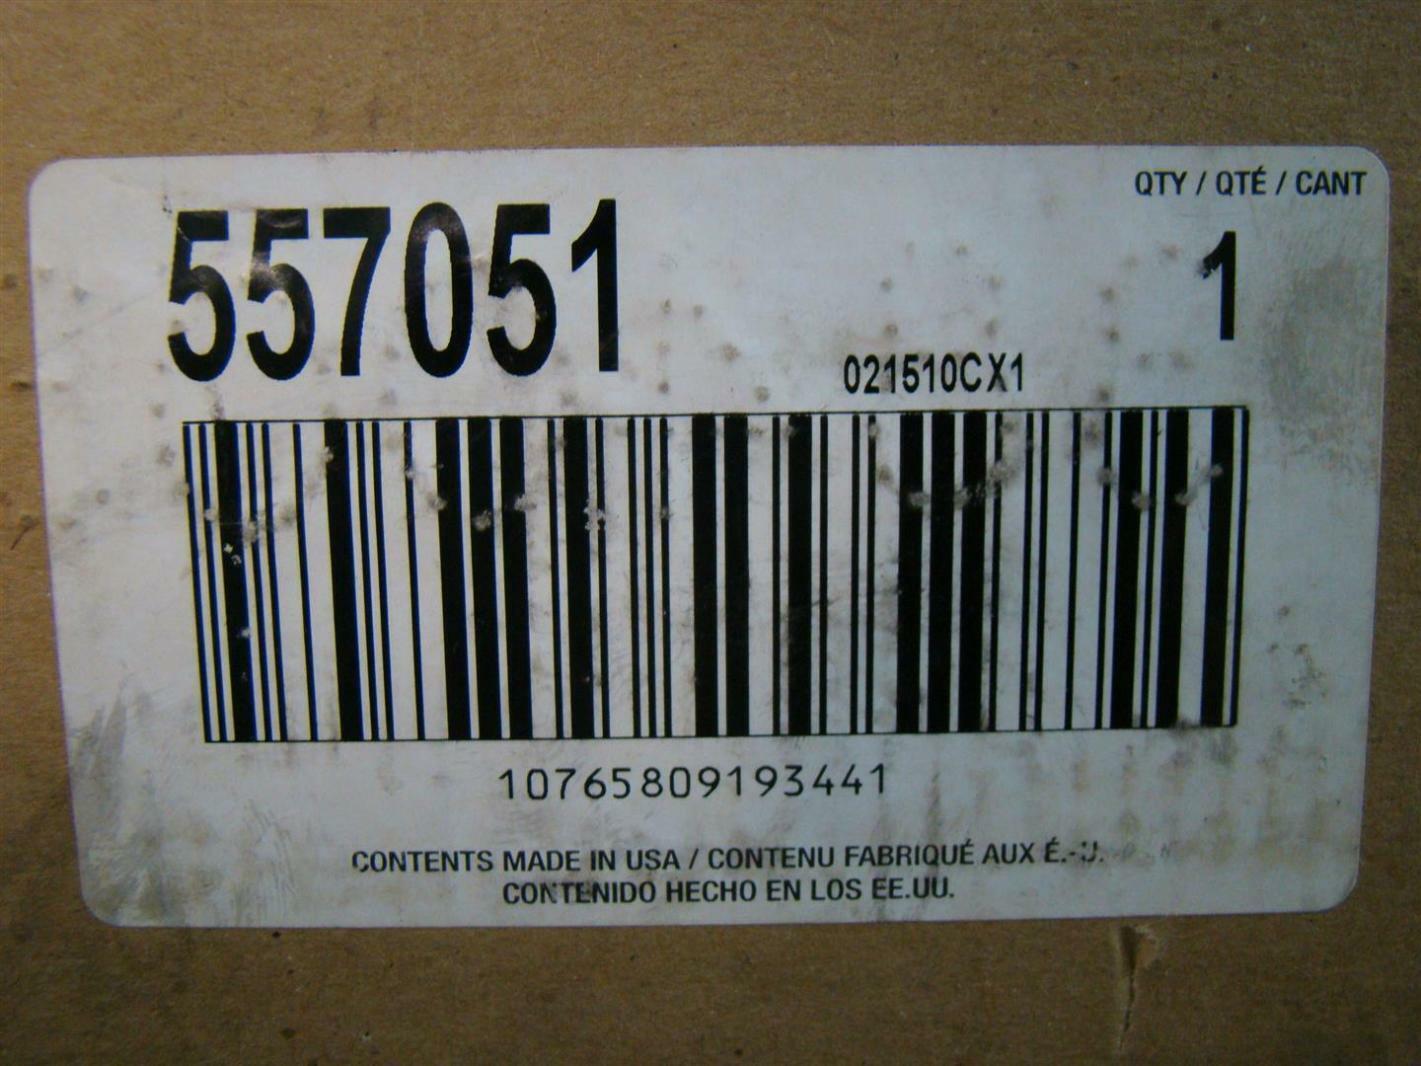 QTY / QTÉ / CANT
557051
1
021510CX1
10765809193441
CONTENTS MADE IN USA / CONTENU FABRIQUÉ AUX É.-U.
CONTENIDO HECHO EN LOS EE.UU.